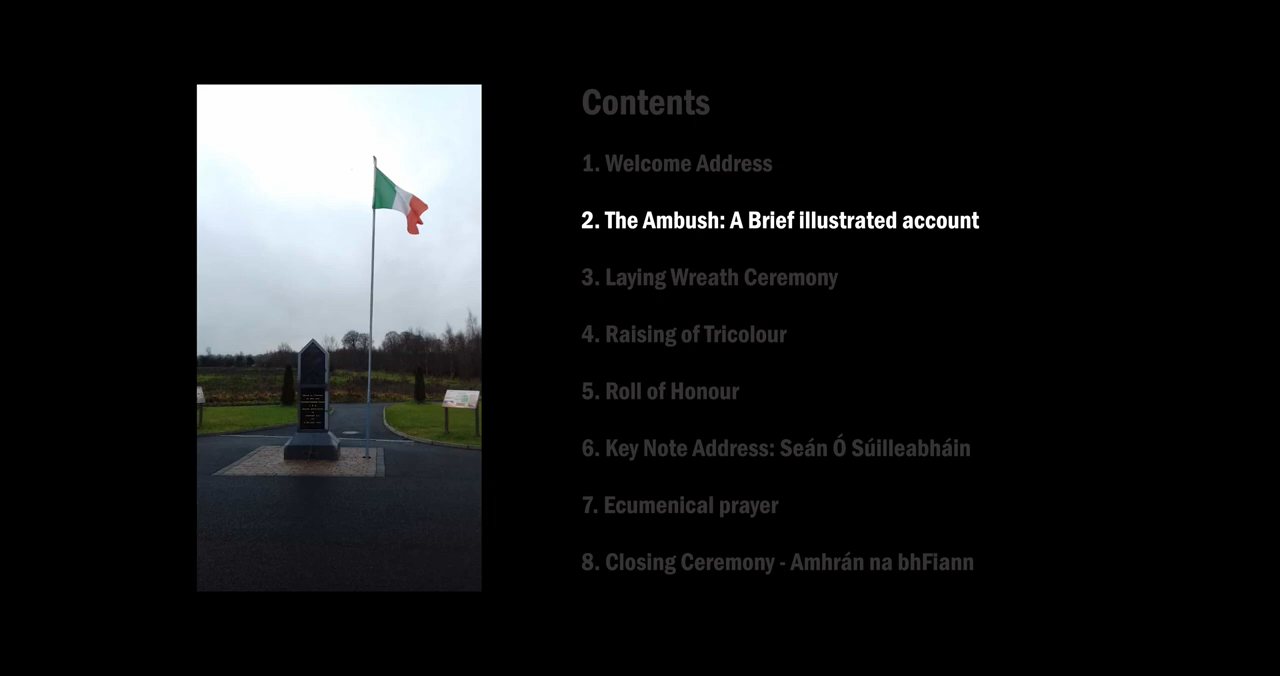 Contents
1. Welcome Address
2. The Ambush: A Brief illustrated account
3. Laying Wreath Ceremony
4. Raising of Tricolour
5. Roll of Honour
6. Key Note Address: Seán Ó Súilleabháin
7. Ecumenical prayer
8. Closing Ceremony - Amhrán na bhFiann